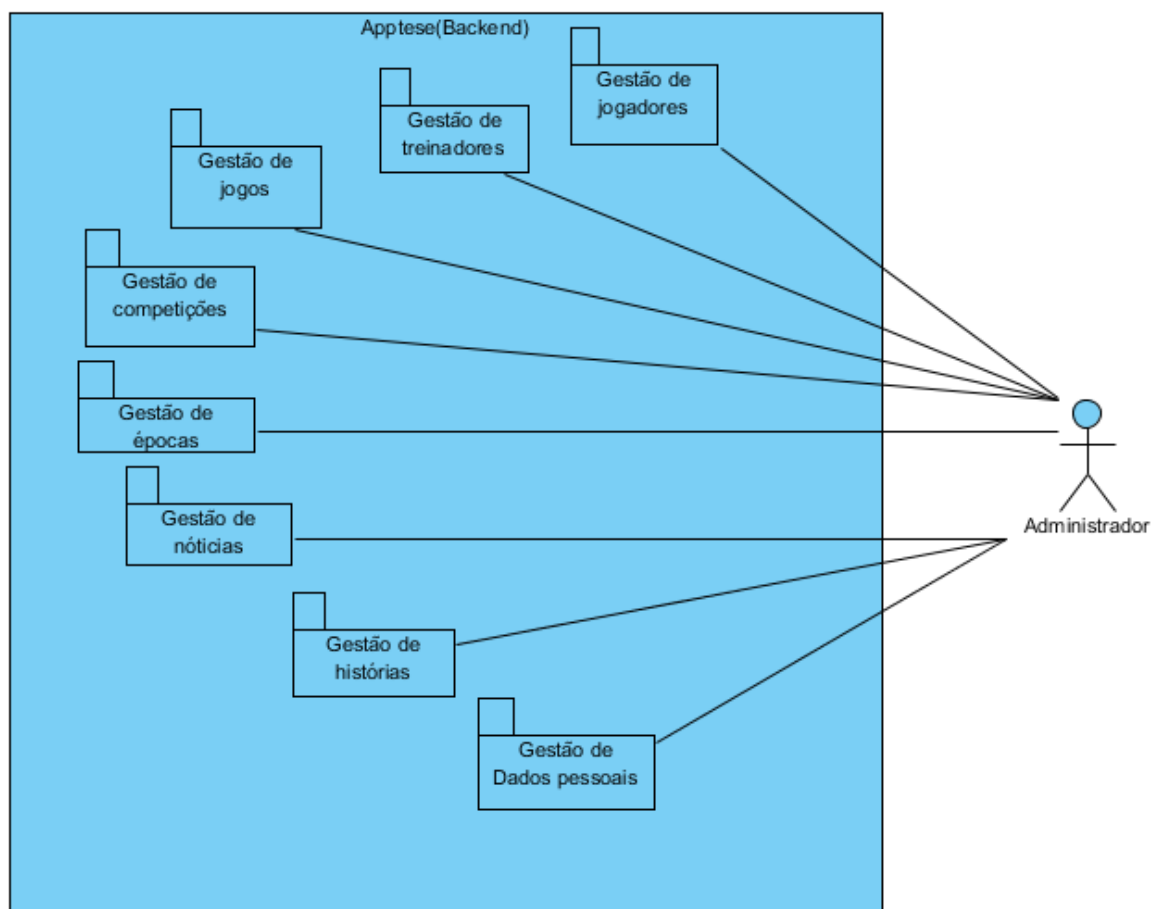 Apptese(Backend)
Gestão de
jogadores
Gestão de
treinadores
Gestão de
jogos
Gestão de
competições
Gestão de
épocas
Gestão de
nóticias
Gestão de
histórias
Gestão de
Dados pessoais
Administrador